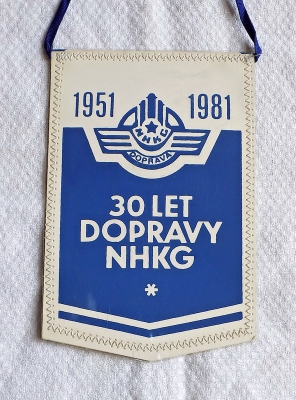 1951 1981
NHKG
DOPRAVA
30 LET
DOPRAVY
NHKG
*